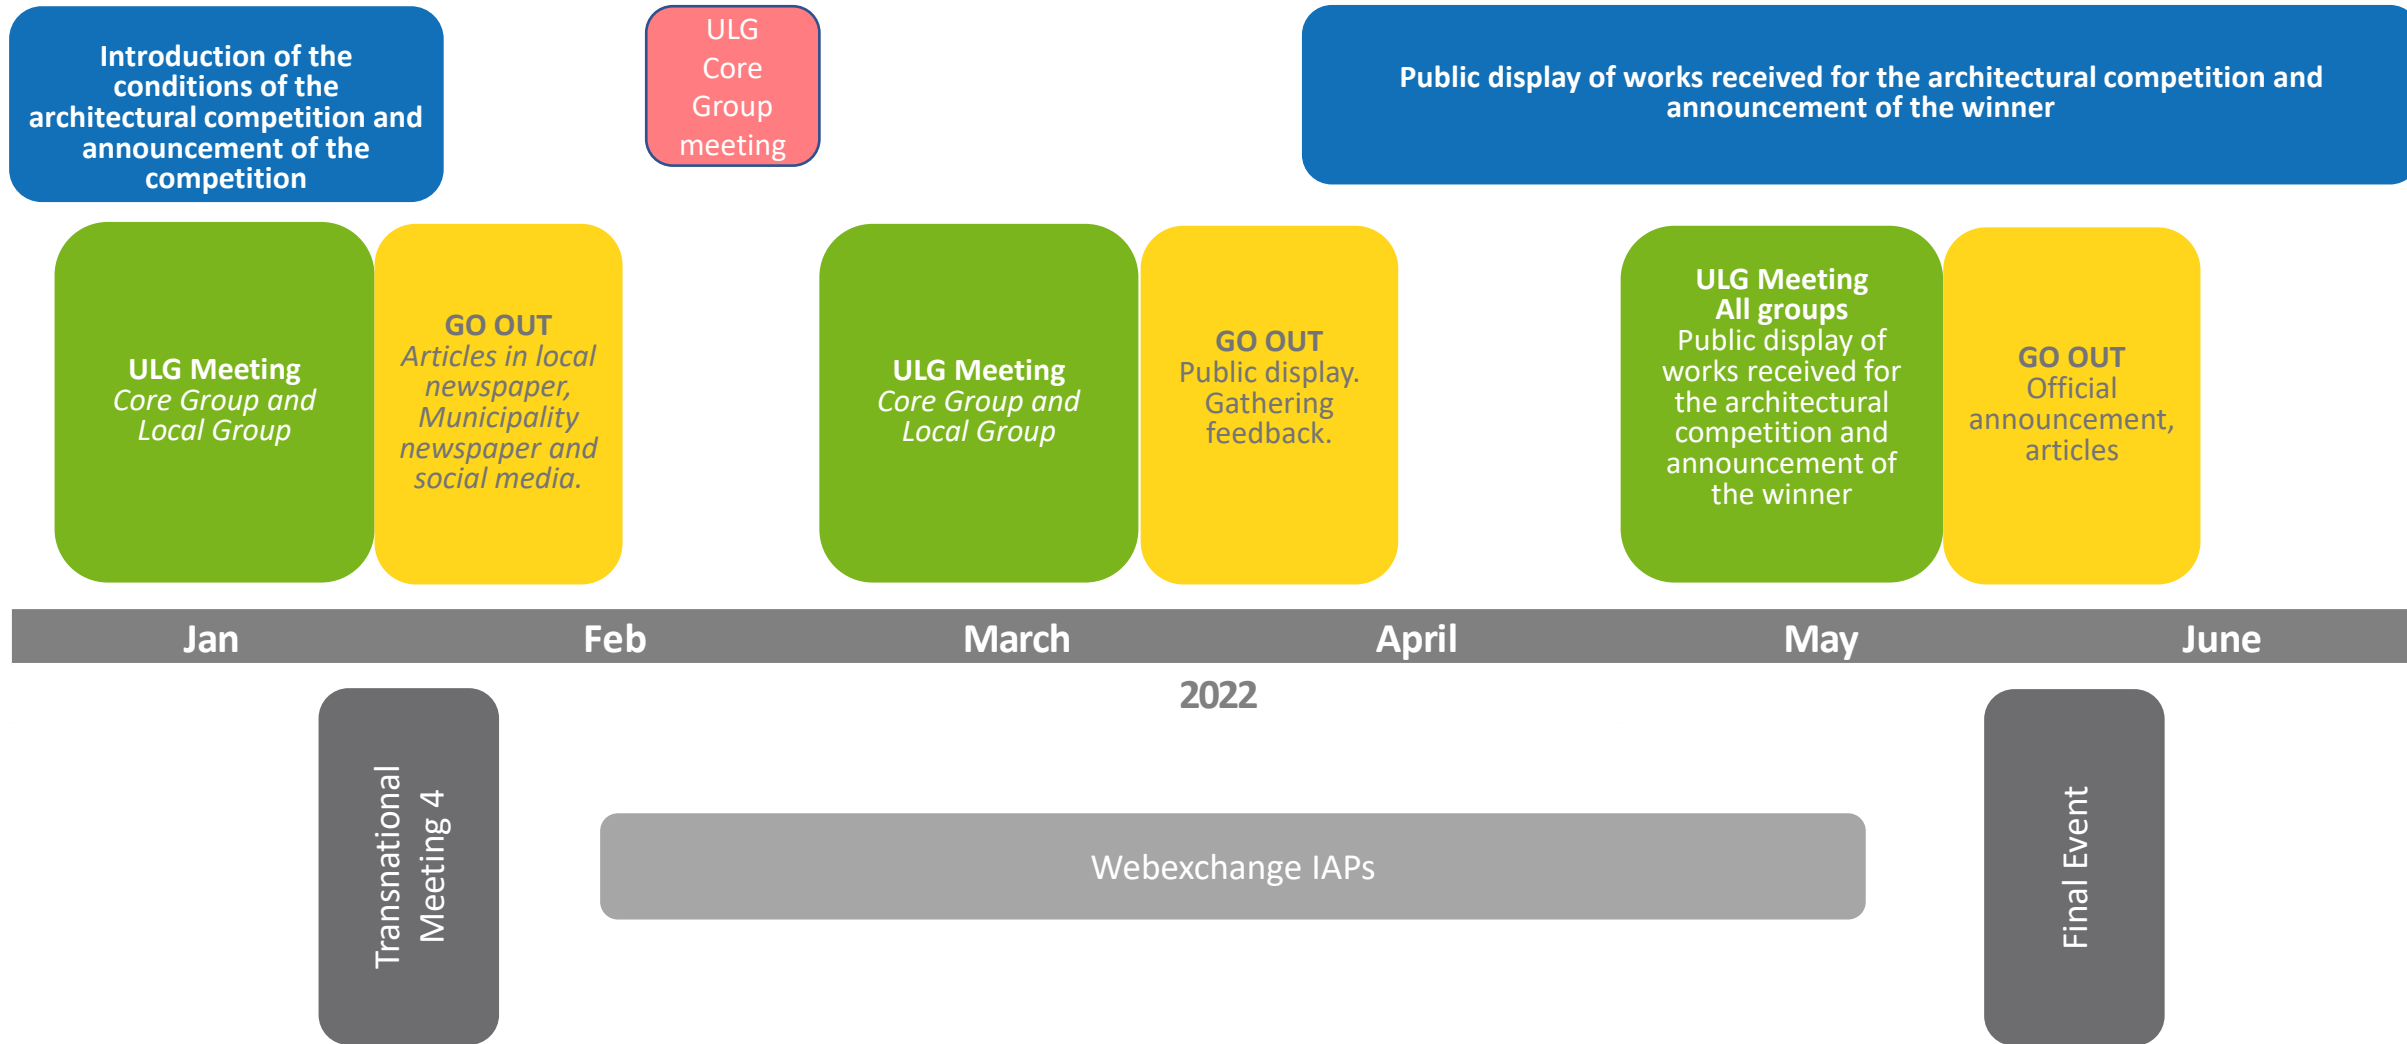 Introduction of the
conditions of the
architectural competition and
announcement of the
competition
ULG
Core
Group
meeting
Public display of works received for the architectural competition and
announcement of the winner
ULG Meeting
Core Group and
Local Group
GO OUT
Articles in local
newspaper,
Municipality
newspaper and
social media.
ULG Meeting
Core Group and
Local Group
GO OUT
Public display.
Gathering
feedback.
ULG Meeting
All groups
Public display of
works received for
the architectural
competition and
announcement of
the winner
GO OUT
Official
announcement,
articles
Jan
Feb
March
April
May
June
2022
Transnational
Meeting 4
Webexchange IAPs
Final Event